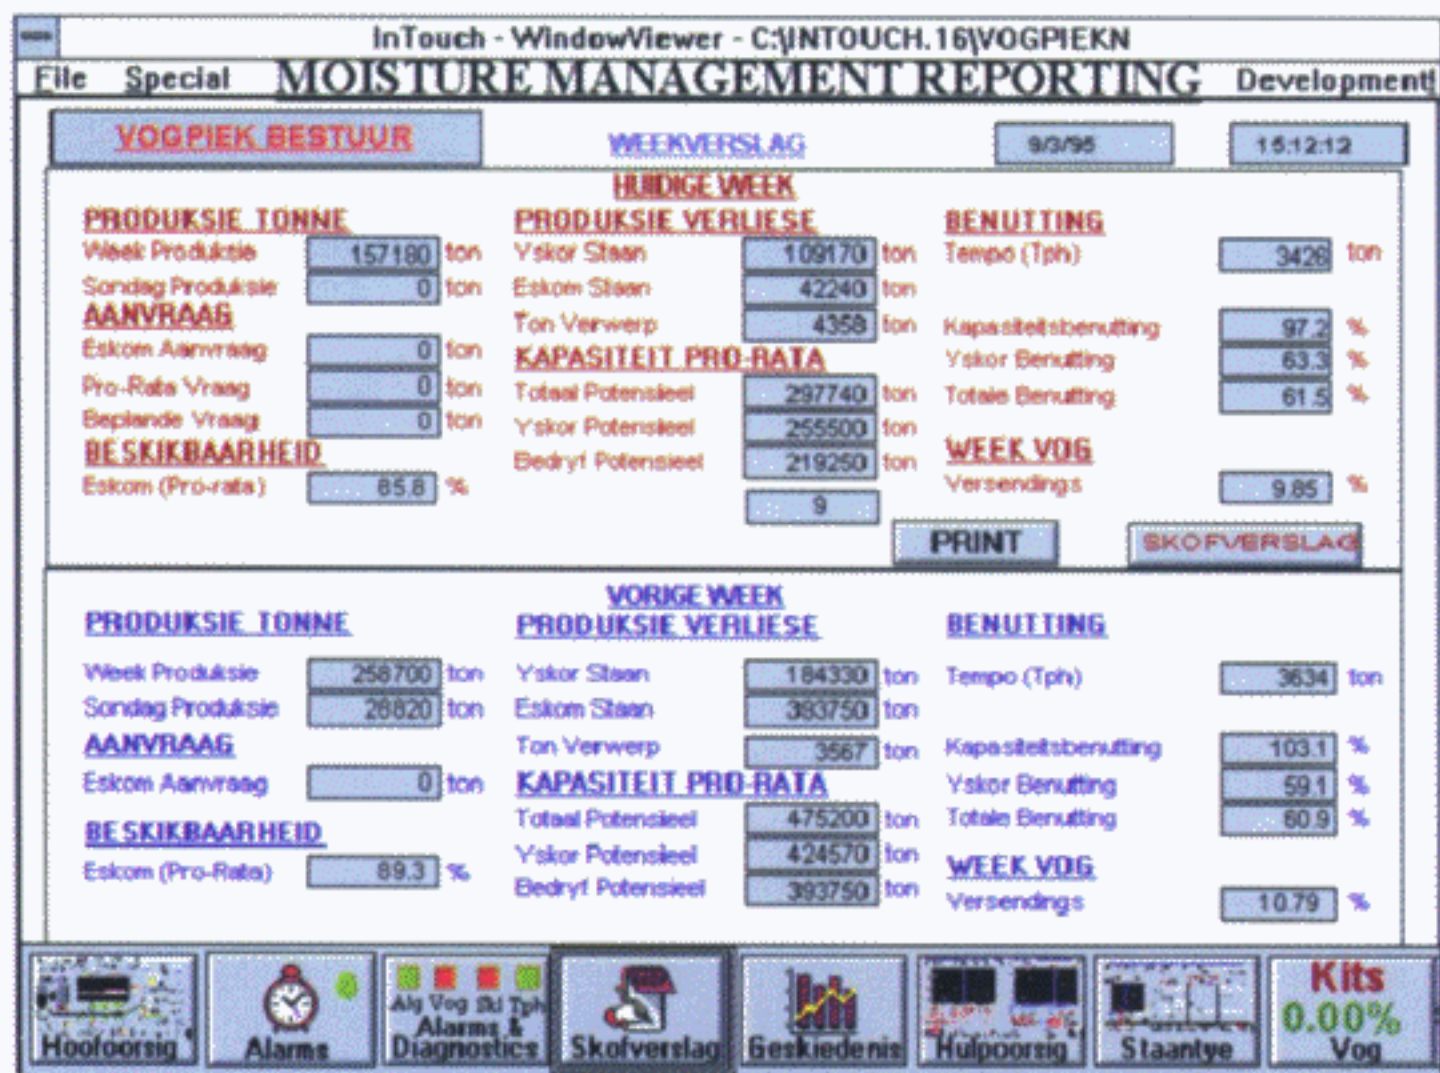 InTouch - WindowViewer - C:\INTOUCH.16\VOGPIEKN
File Special MOISTURE MANAGEMENT REPORTING Development!
VOGPIEK BESTUUR WEEKVERSLAG 9/3/95 15:12:12
HUIDIGE WEEK
PRODUKSIE TONNE PRODUKSIE VERLIESE BENUTTING
Week Produksie 157180 ton Yskor Staan 109170 ton Tempo (Tph) 3426 ton
Sondag Produksie 0 ton Eskom Staan 42240 ton
AANVRAAG Ton Verwerp 4358 ton Kapasiteitsbenutting 97.2 %
Eskom Aanvraag 0 ton KAPASITEIT PRO-RATA Yskor Benutting 63.3 %
Pro-Rata Vraag 0 ton Totaal Potensieel 297740 ton Totale Benutting 61.5 %
Beplande Vraag 0 ton Yskor Potensieel 255500 ton
BESKIKBAARHEID Bedryf Potensieel 219250 ton WEEK VOG
Eskom (Pro-rata) 85.8 % 9 Versendings 9.85 %
PRINT SKOFVERSLAG
VORIGE WEEK
PRODUKSIE TONNE PRODUKSIE VERLIESE BENUTTING
Week Produksie 258700 ton Yskor Staan 184330 ton Tempo (Tph) 3634 ton
Sondag Produksie 28820 ton Eskom Staan 393750 ton
AANVRAAG Ton Verwerp 3567 ton Kapasiteitsbenutting 103.1 %
Eskom Aanvraag 0 ton KAPASITEIT PRO-RATA Yskor Benutting 59.1 %
BESKIKBAARHEID Totaal Potensieel 475200 ton Totale Benutting 60.9 %
Eskom (Pro-Rata) 89.3 % Yskor Potensieel 424570 ton WEEK VOG
Bedryf Potensieel 393750 ton Versendings 10.79 %
Alg Vog Skl Tph Kits
Alarms & 0.00%
Hoofoorsig Alarms Diagnostics Skofverslag Geskiedenis Hulpoorsig Staantye Vog